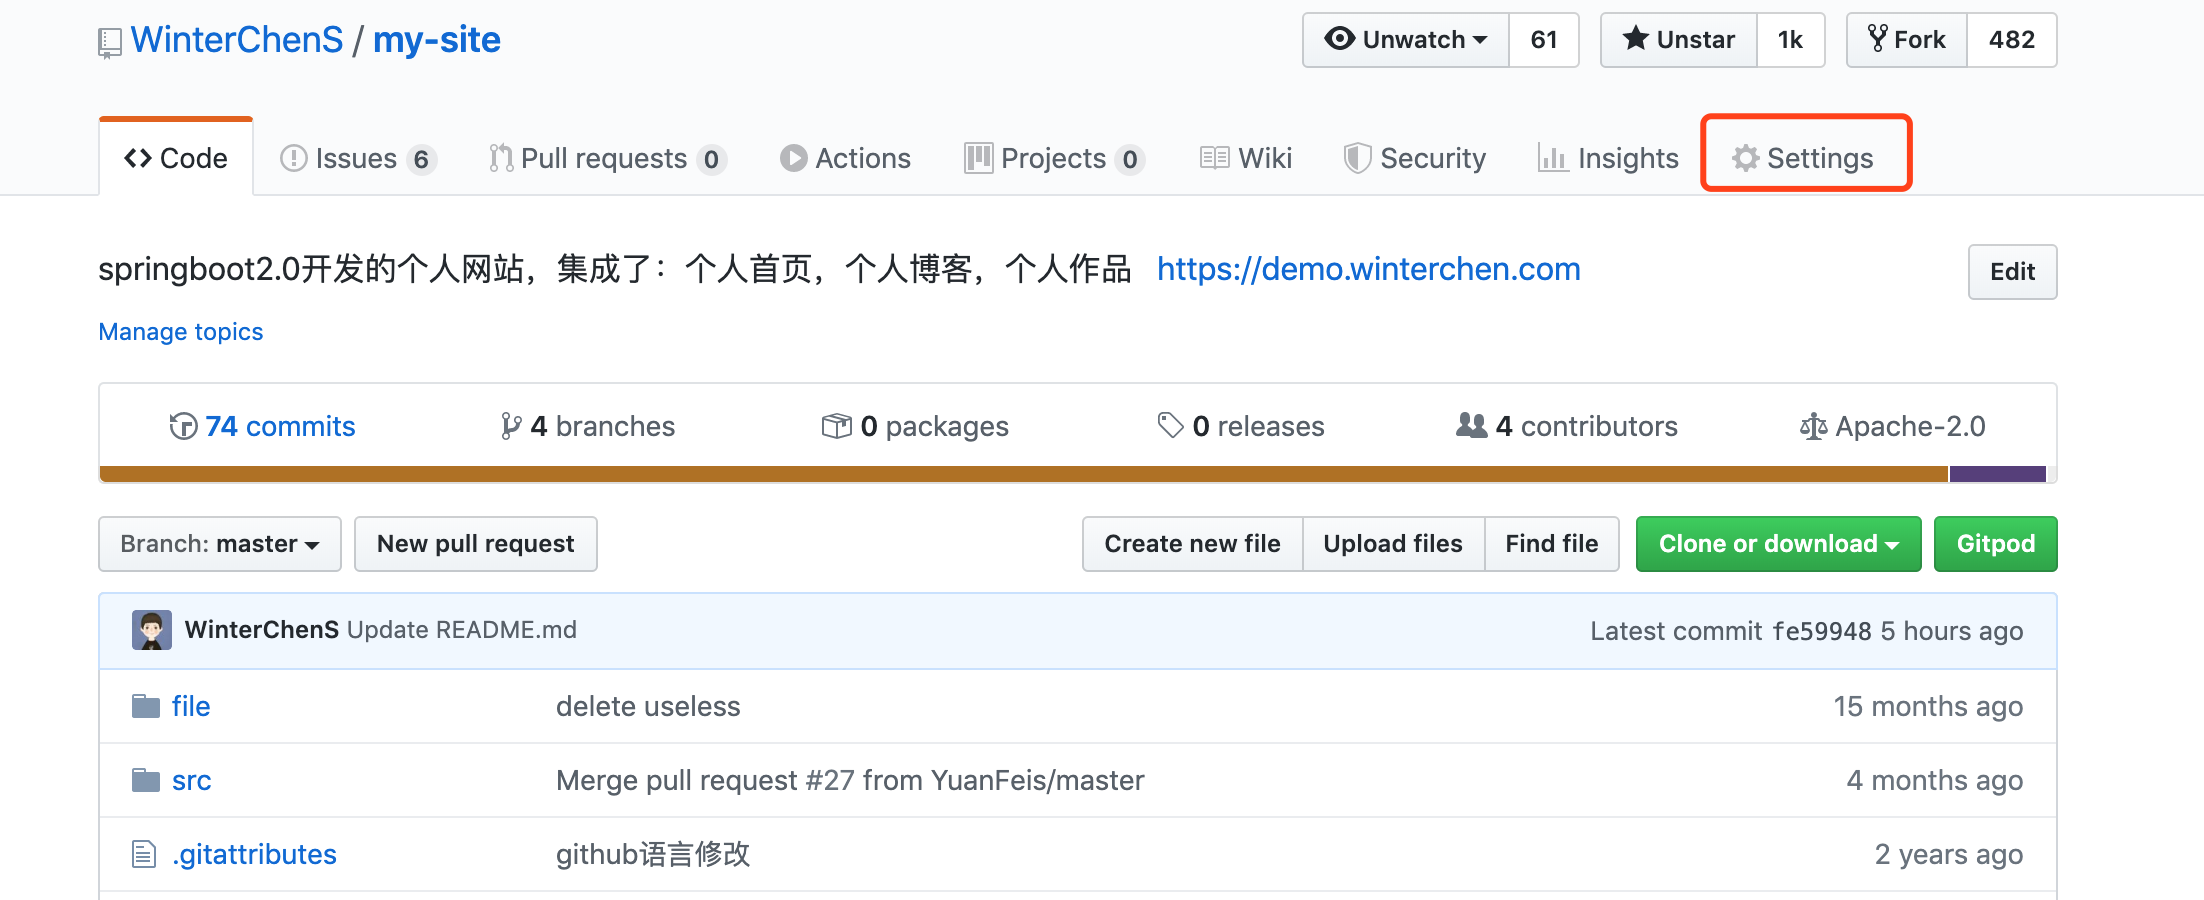 WinterChenS / my-site Unwatch 61 Unstar 1k Fork 482
Code Issues 6 Pull requests 0 Actions Projects 0 Wiki Security Insights Settings
springboot2.0开发的个人网站，集成了：个人首页，个人博客，个人作品 https://demo.winterchen.com Edit
Manage topics
74 commits 4 branches 0 packages 0 releases 4 contributors Apache-2.0
Branch: master New pull request Create new file Upload files Find file Clone or download Gitpod
WinterChenS Update README.md Latest commit fe59948 5 hours ago
file delete useless 15 months ago
src Merge pull request #27 from YuanFeis/master 4 months ago
.gitattributes github语言修改 2 years ago